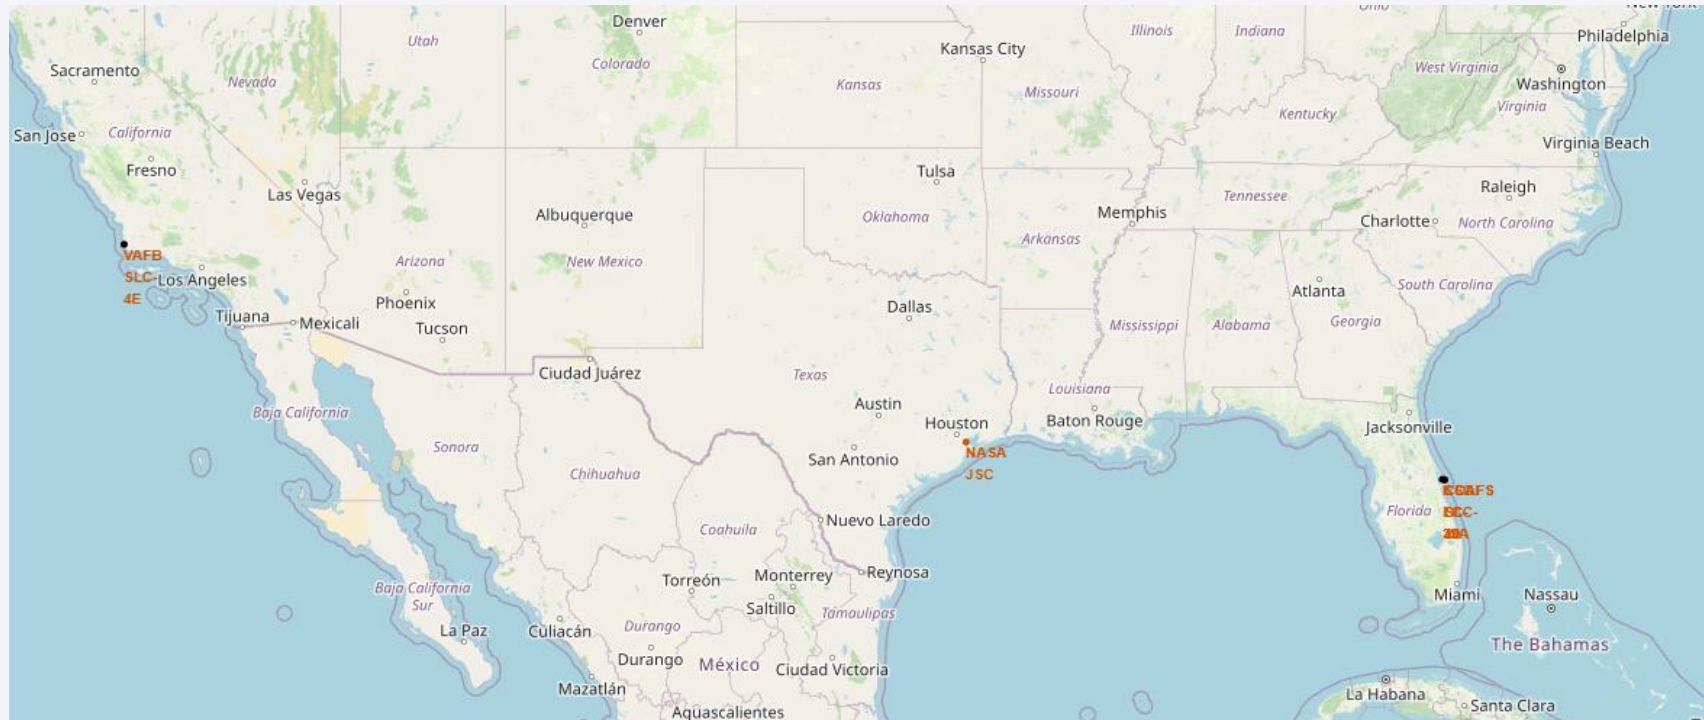 New York
Ohio
Denver
Philadelphia
Utah
Illinois
Indiana
Kansas City
Colorado
Sacramento
West Virginia
Nevada
Kansas
Washington
Missouri
Virginia
Kentucky
San Jose
California
Virginia Beach
Fresno
Tulsa
Las Vegas
Raleigh
Tennessee
Albuquerque
Oklahoma
Memphis
Charlotte
North Carolina
Arkansas
VAFB
SLC-
4E
Arizona
New Mexico
Los Angeles
South Carolina
Atlanta
Phoenix
Dallas
Tijuana
Mexicali
Tucson
Mississippi
Alabama
Georgia
Ciudad Juárez
Texas
Louisiana
Austin
Baja California
Houston
Baton Rouge
Jacksonville
Sonora
San Antonio
NASA
JSC
Chihuahua
Florida
Nuevo Laredo
Coahuila
Reynosa
Torreón
Monterrey
Baja California
Sur
Miami
Nassau
Saltillo
Tamaulipas
La Paz
Culiacán
Durango
The Bahamas
Durango
México
Ciudad Victoria
Mazatlán
La Habana
Santa Clara
Aguascalientes